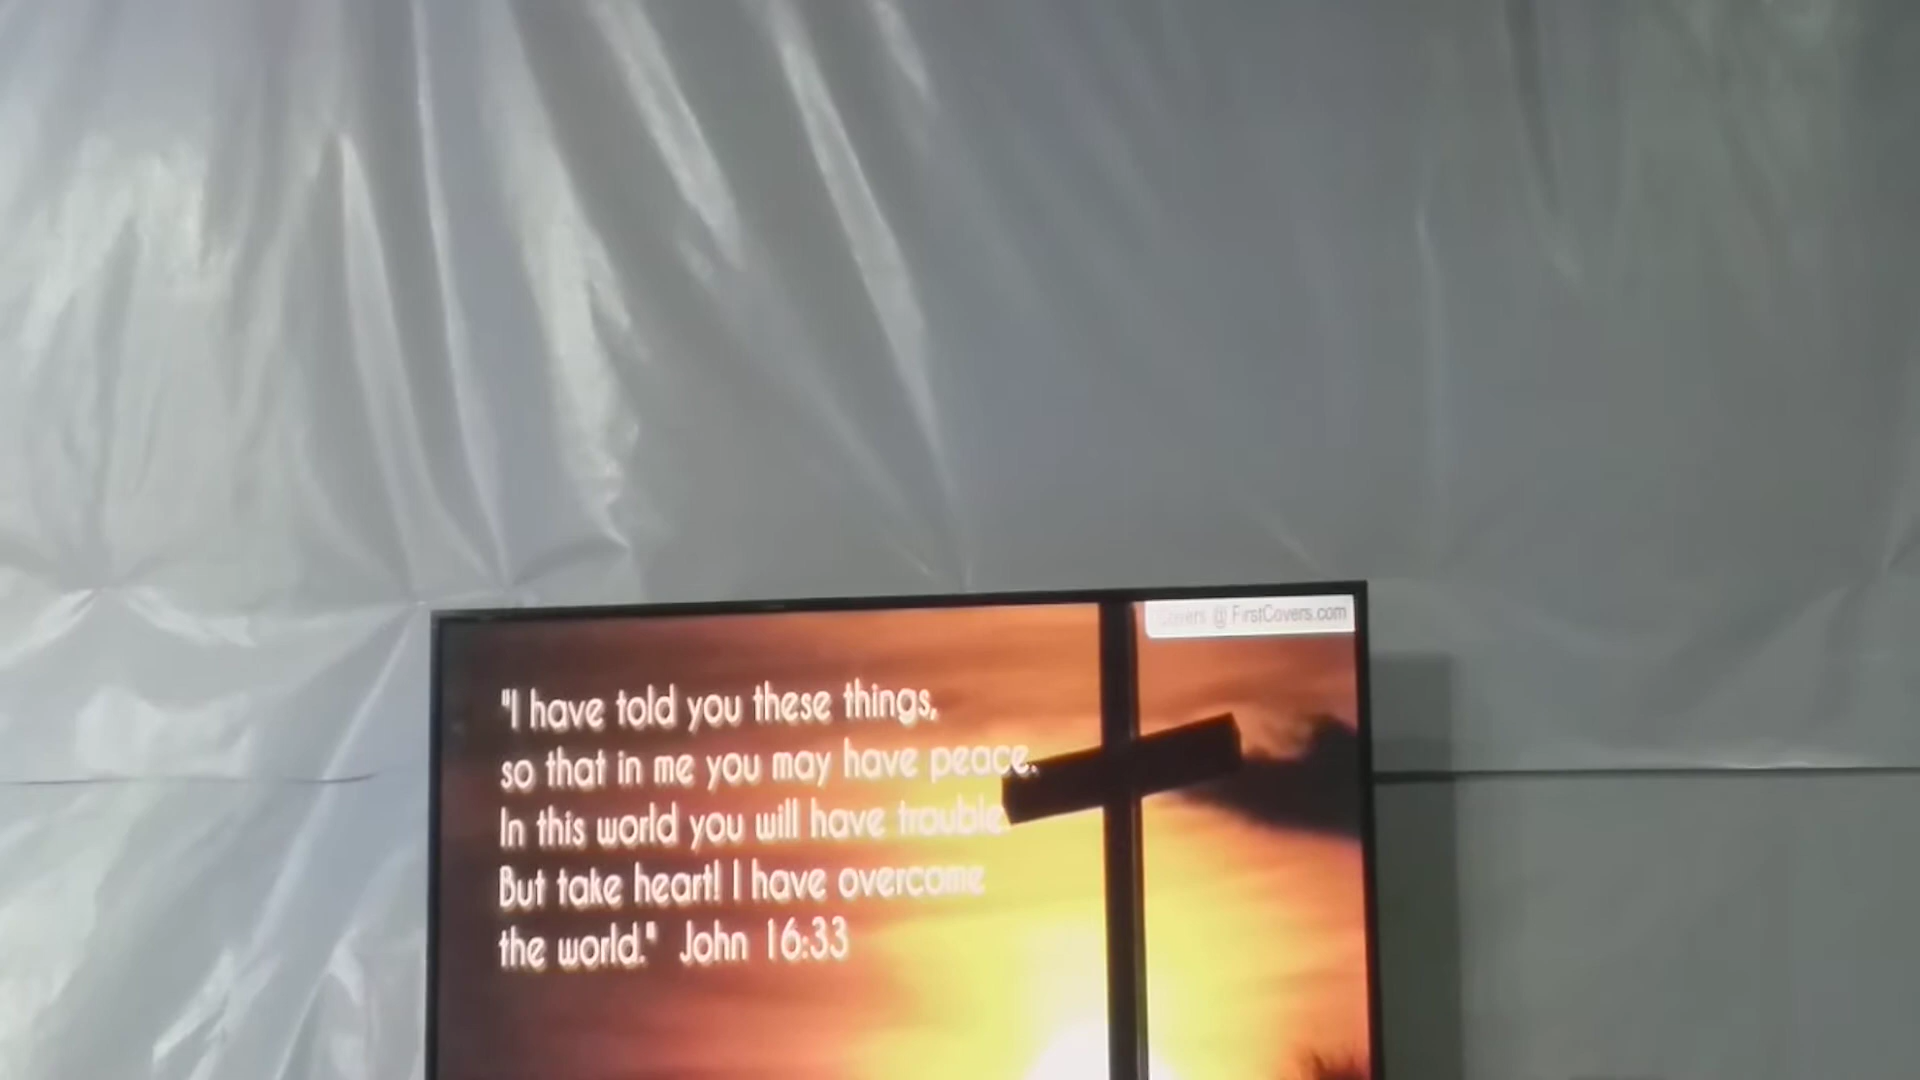 Covers @ FirstCovers.com
"I have told you these things,
so that in me you may have peace.
In this world you will have trouble.
But take heart! I have overcome
the world." John 16:33